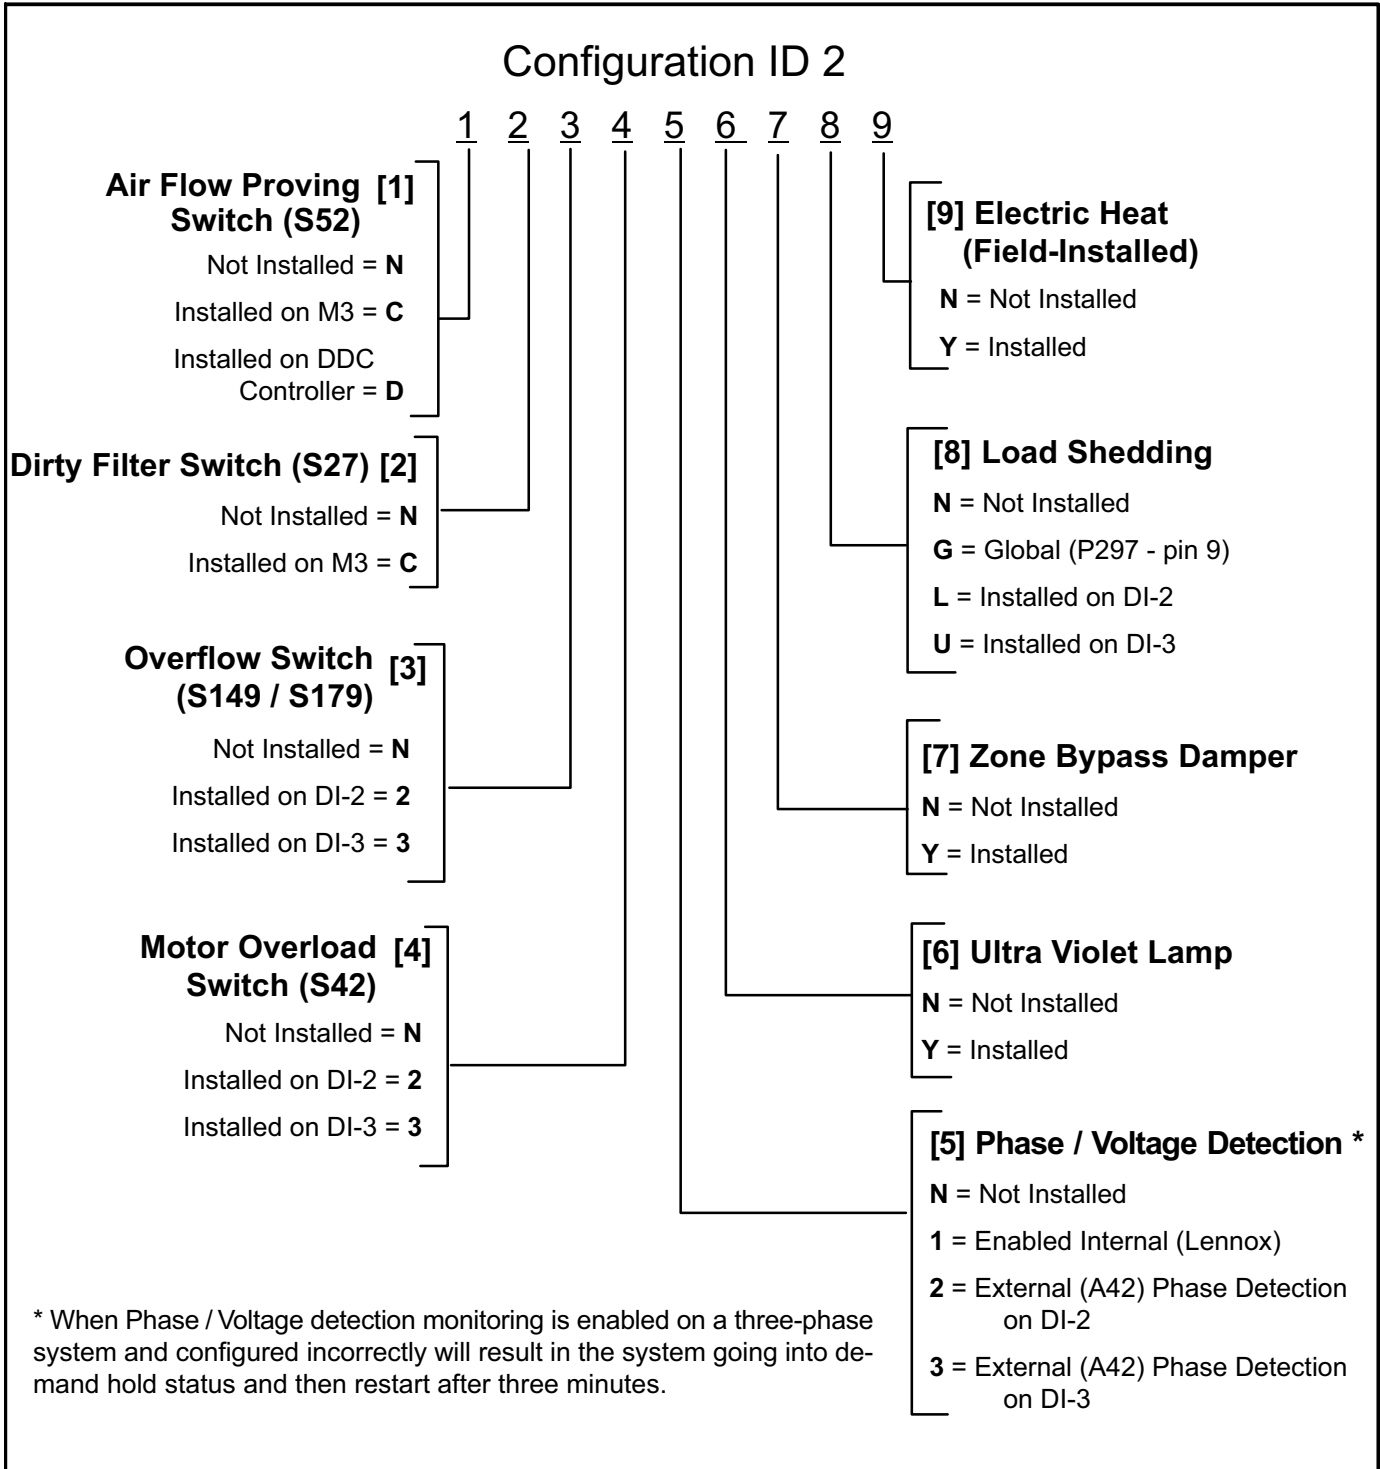 Configuration ID 2
1 2 3 4 5 6 7 8 9
Air Flow Proving [1]
Switch (S52)
Not Installed = N
Installed on M3 = C
Installed on DDC
Controller = D
Dirty Filter Switch (S27) [2]
Not Installed = N
Installed on M3 = C
Overflow Switch [3]
(S149 / S179)
Not Installed = N
Installed on DI-2 = 2
Installed on DI-3 = 3
Motor Overload [4]
Switch (S42)
Not Installed = N
Installed on DI-2 = 2
Installed on DI-3 = 3
[9] Electric Heat
(Field-Installed)
N = Not Installed
Y = Installed
[8] Load Shedding
N = Not Installed
G = Global (P297 - pin 9)
L = Installed on DI-2
U = Installed on DI-3
[7] Zone Bypass Damper
N = Not Installed
Y = Installed
[6] Ultra Violet Lamp
N = Not Installed
Y = Installed
[5] Phase / Voltage Detection *
N = Not Installed
1 = Enabled Internal (Lennox)
2 = External (A42) Phase Detection
on DI-2
3 = External (A42) Phase Detection
on DI-3
* When Phase / Voltage detection monitoring is enabled on a three-phase
system and configured incorrectly will result in the system going into de-
mand hold status and then restart after three minutes.